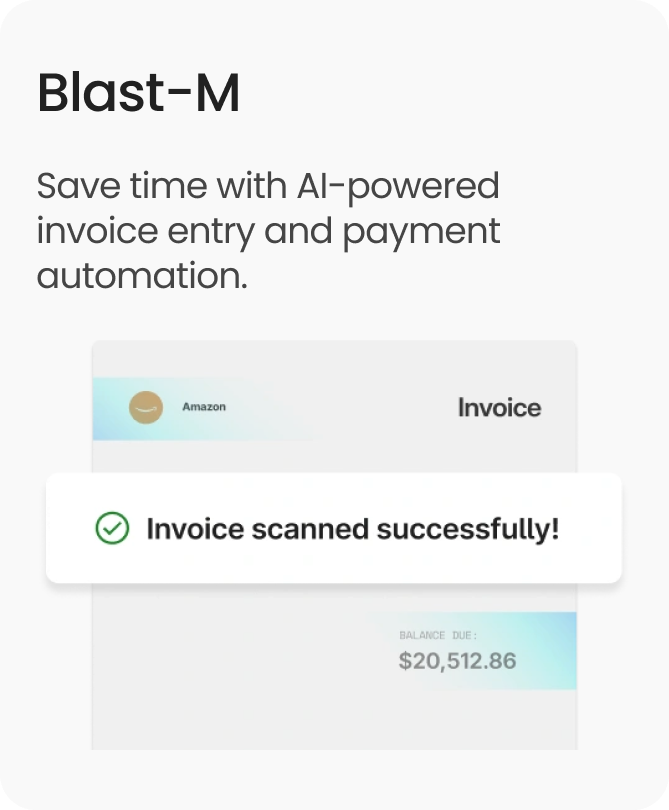 Blast-M
Save time with AI-powered
invoice entry and payment
automation.
Amazon
Invoice
Invoice scanned successfully!
BALANCE DUE:
$20,512.86